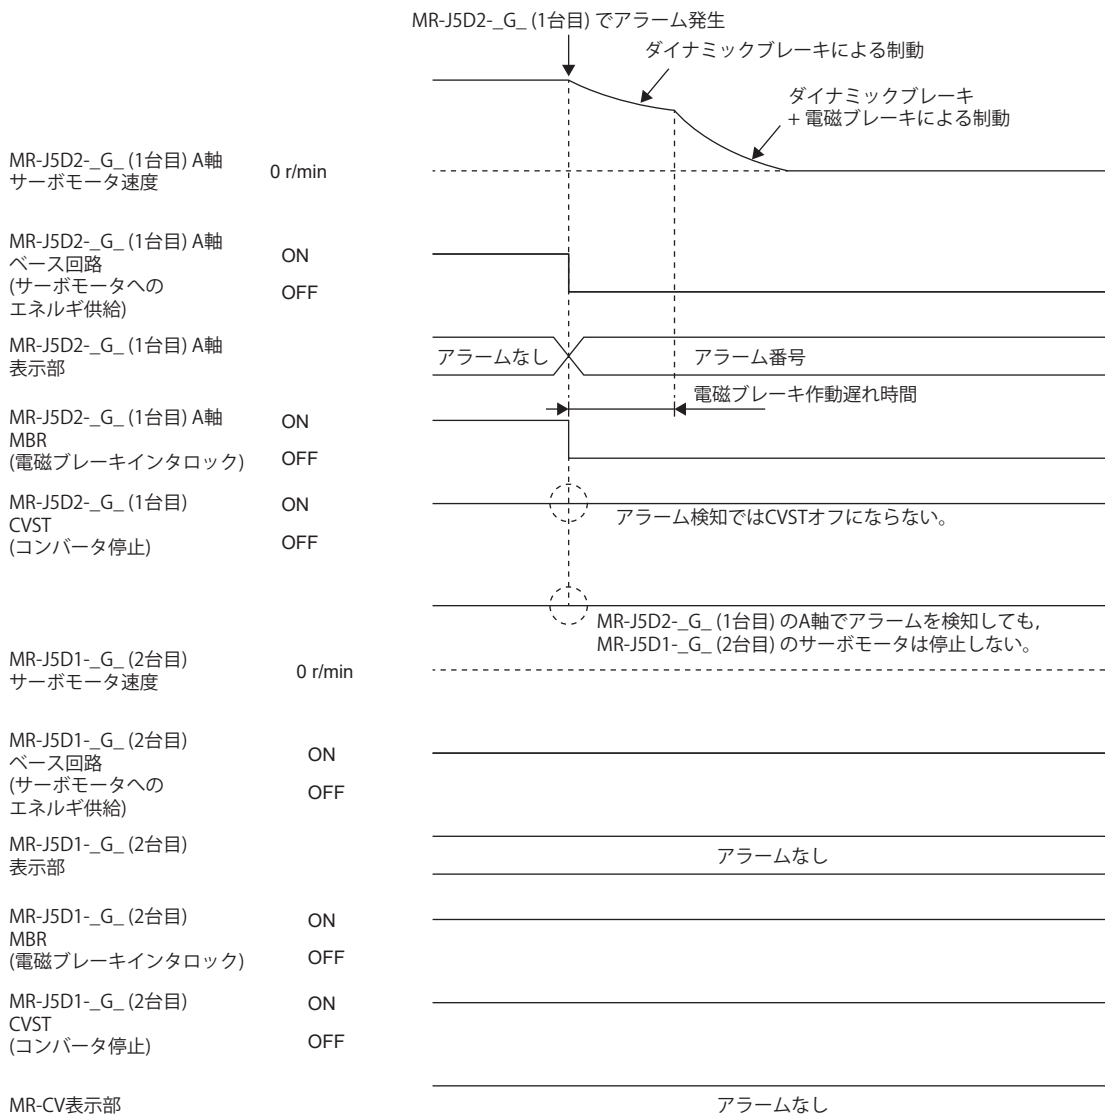 MR-J5D2-_G_ (1台目) でアラーム発生
ダイナミックブレーキによる制動
ダイナミックブレーキ
+ 電磁ブレーキによる制動
MR-J5D2-_G_ (1台目) A軸
サーボモータ速度
0 r/min
MR-J5D2-_G_ (1台目) A軸
ベース回路
(サーボモータへの
エネルギ供給)
ON
OFF
MR-J5D2-_G_ (1台目) A軸
表示部
アラームなし
アラーム番号
電磁ブレーキ作動遅れ時間
MR-J5D2-_G_ (1台目) A軸
MBR
(電磁ブレーキインタロック)
ON
OFF
MR-J5D2-_G_ (1台目)
CVST
(コンバータ停止)
ON
OFF
アラーム検知ではCVSTオフにならない。
MR-J5D2-_G_ (1台目) のA軸でアラームを検知しても,
MR-J5D1-_G_ (2台目) のサーボモータは停止しない。
MR-J5D1-_G_ (2台目)
サーボモータ速度
0 r/min
MR-J5D1-_G_ (2台目)
ベース回路
(サーボモータへの
エネルギ供給)
ON
OFF
MR-J5D1-_G_ (2台目)
表示部
アラームなし
MR-J5D1-_G_ (2台目)
MBR
(電磁ブレーキインタロック)
ON
OFF
MR-J5D1-_G_ (2台目)
CVST
(コンバータ停止)
ON
OFF
MR-CV表示部
アラームなし